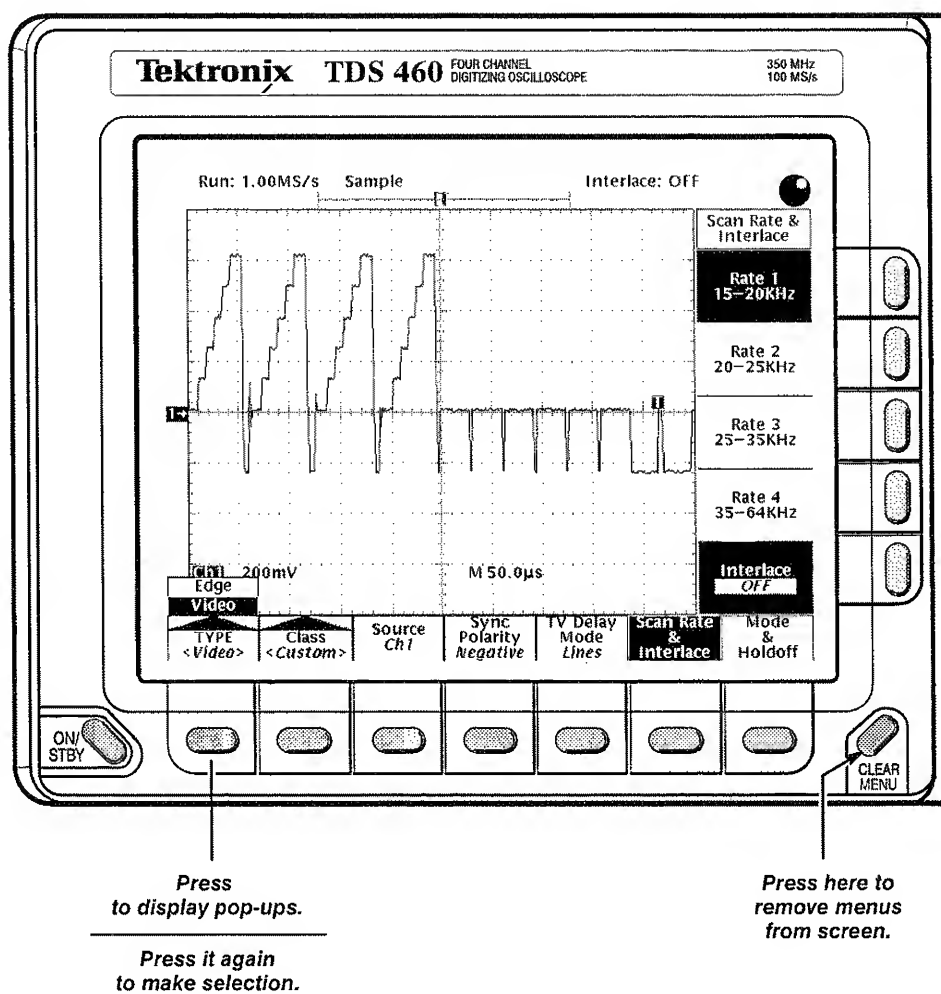 Tektronix TDS 460 FOUR CHANNEL
DIGITIZING OSCILLOSCOPE
350 MHz
100 MS/s
Run: 1.00MS/s Sample Interlace: OFF
T
Scan Rate &
Interlace
Rate 1
15-20KHz
Rate 2
20-25KHz
T
1→
Rate 3
25-35KHz
Rate 4
35-64KHz
Interlace
OFF
Ch1 200mV M 50.0µs
Edge
Video
TYPE
<Video>
Class
<Custom>
Source
Ch1
Sync
Polarity
Negative
TV Delay
Mode
Lines
Scan Rate
&
Interlace
Mode
&
Holdoff
ON/
STBY
CLEAR
MENU
Press
to display pop-ups.
Press it again
to make selection.
Press here to
remove menus
from screen.